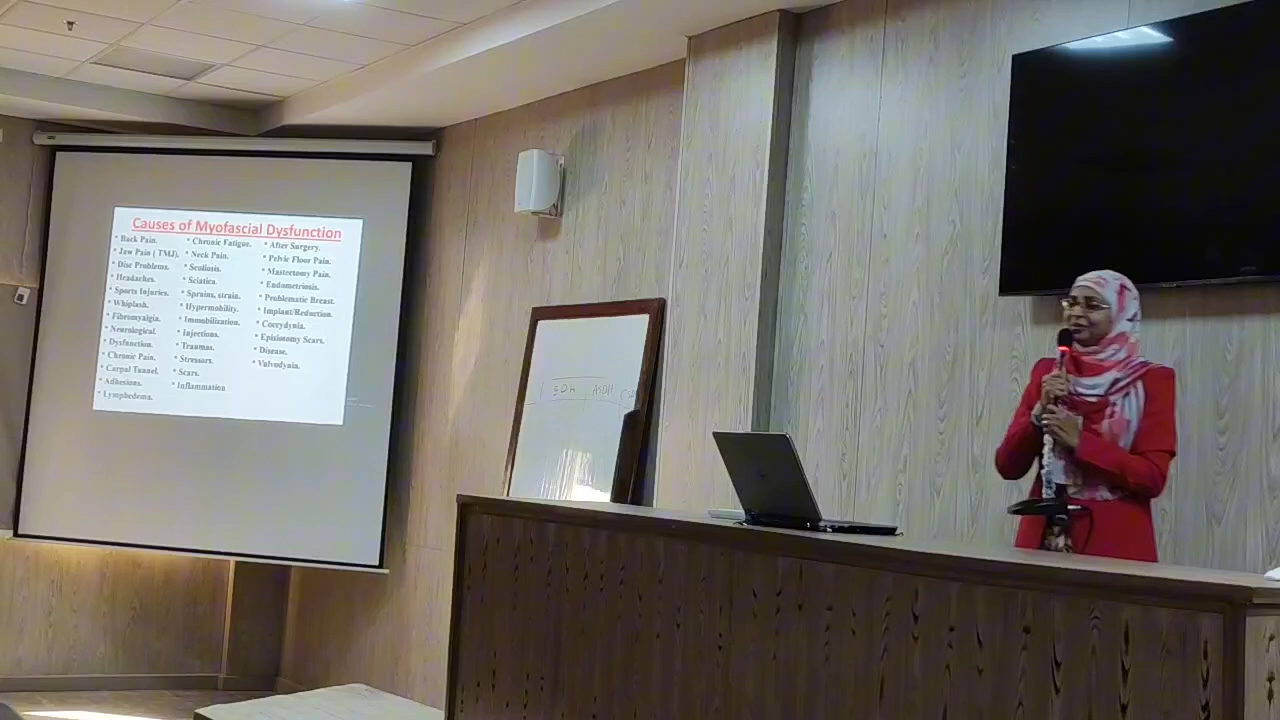 Causes of Myofascial Dysfunction
* Back Pain.
* Jaw Pain ( TMJ).
* Disc Problems.
* Headaches.
* Sports Injuries.
* Whiplash.
* Fibromyalgia.
* Neurological.
* Dysfunction.
* Chronic Pain.
* Carpal Tunnel.
* Adhesions.
* Lymphedema.
* Chronic Fatigue.
* Neck Pain.
* Scoliosis.
* Sciatica.
* Sprains, strain.
* Hypermobility.
* Immobilization.
* Injections.
* Traumas.
* Stressors.
* Scars.
* Inflammation
* After Surgery.
* Pelvic Floor Pain.
* Mastectomy Pain.
* Endometriosis.
* Problematic Breast.
* Implant/Reduction.
* Coccydynia.
* Episionomy Scars.
* Disease.
* Vulvodynia.